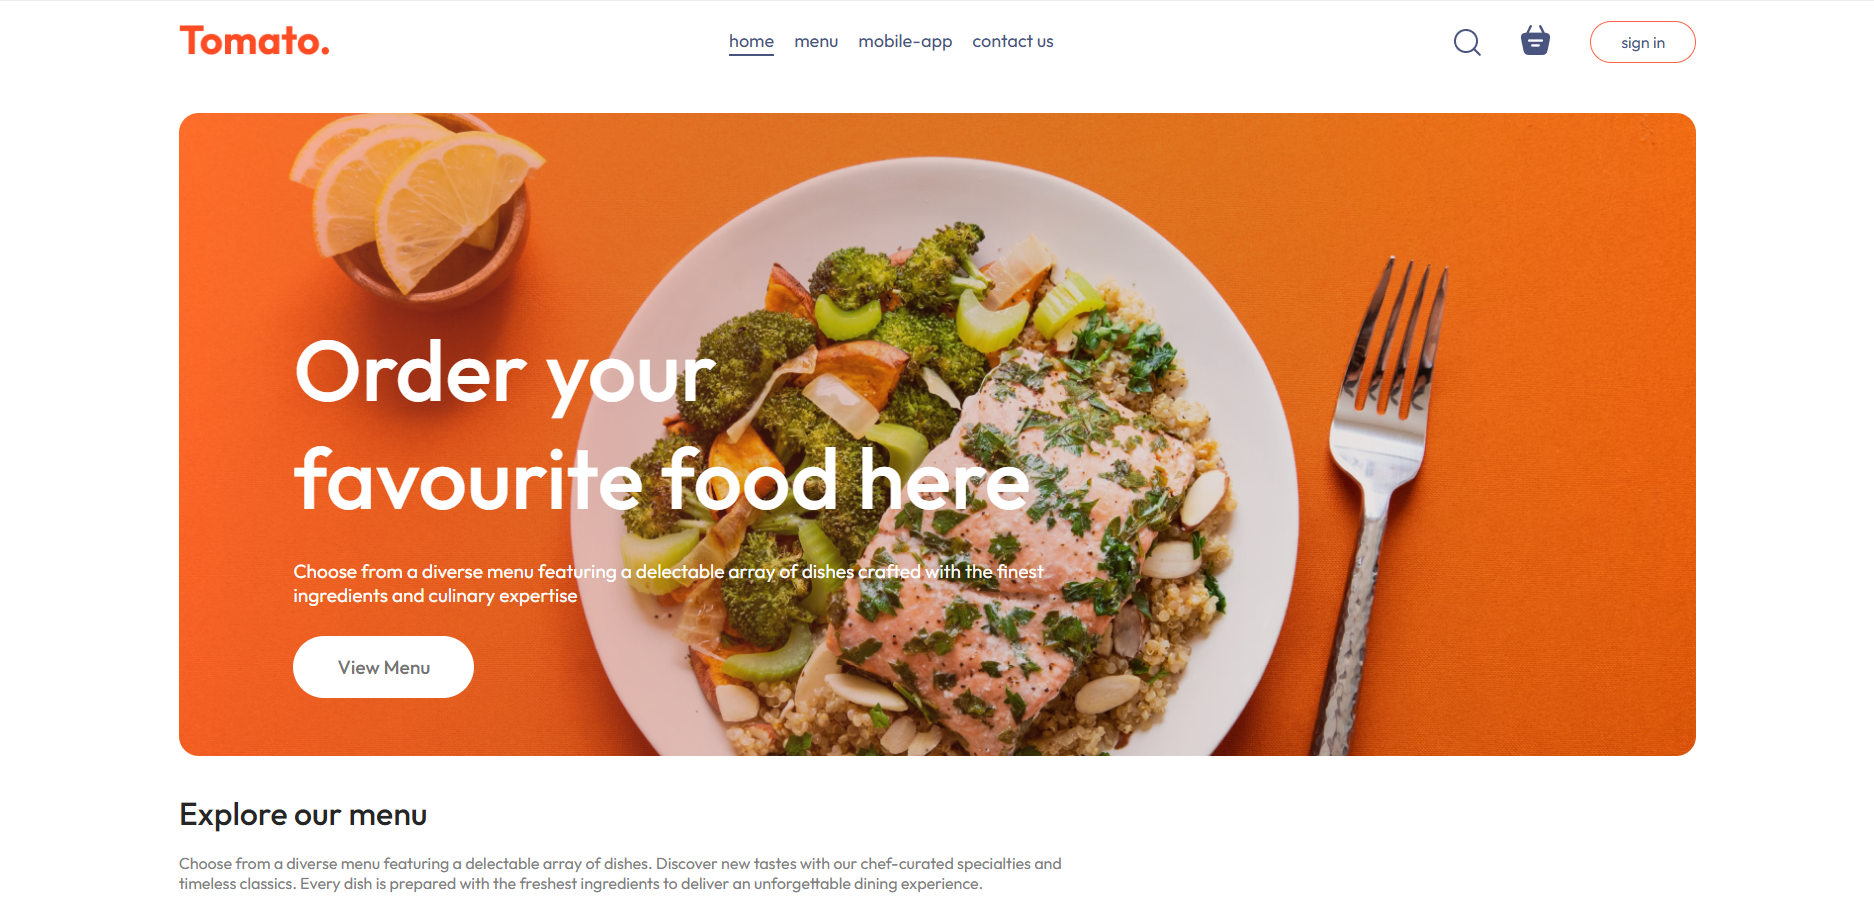 Tomato.
home menu mobile-app contact us
sign in
Order your
favourite food here
Choose from a diverse menu featuring a delectable array of dishes crafted with the finest
ingredients and culinary expertise
View Menu
Explore our menu
Choose from a diverse menu featuring a delectable array of dishes. Discover new tastes with our chef-curated specialties and
timeless classics. Every dish is prepared with the freshest ingredients to deliver an unforgettable dining experience.